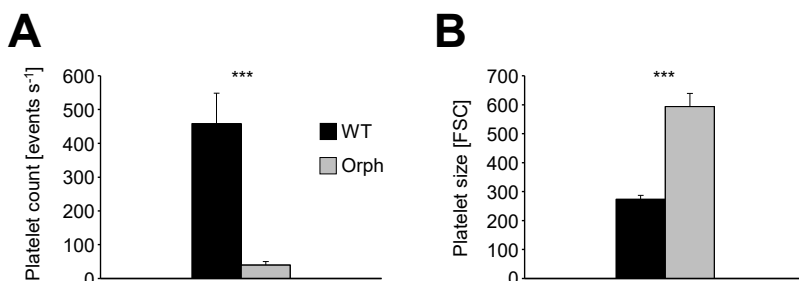 A
Platelet count [events s-1]
600
500
400
300
200
100
0
***
WT
Orph
B
Platelet size [FSC]
700
600
500
400
300
200
100
0
***